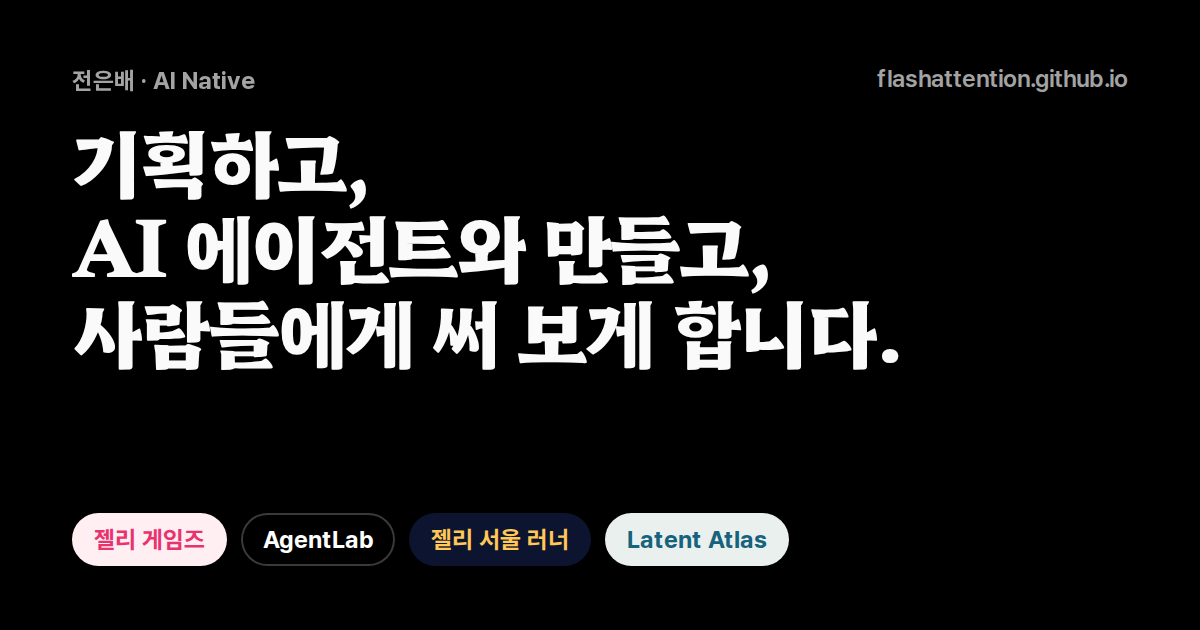 전은배 · AI Native
flashattention.github.io
기획하고,
AI 에이전트와 만들고,
사람들에게 써 보게 합니다.
젤리 게임즈
AgentLab
젤리 서울 러너
Latent Atlas